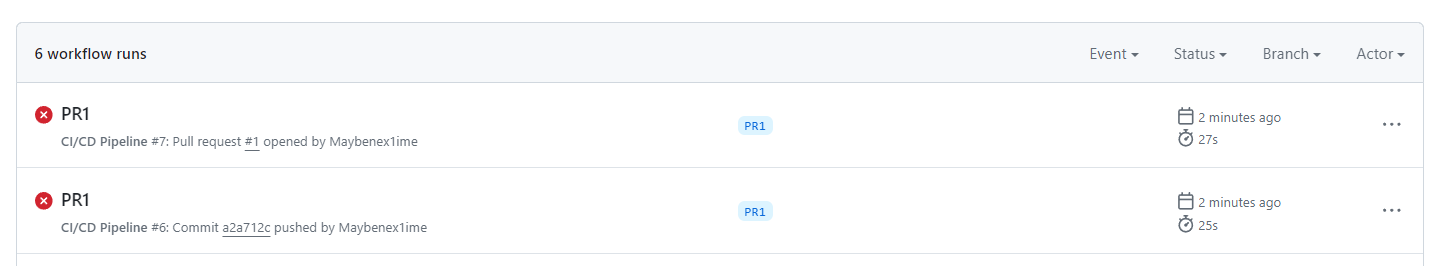 6 workflow runs
Event Status Branch Actor
PR1
CI/CD Pipeline #7: Pull request #1 opened by Maybenex1ime
PR1
2 minutes ago
27s
PR1
CI/CD Pipeline #6: Commit a2a712c pushed by Maybenex1ime
PR1
2 minutes ago
25s